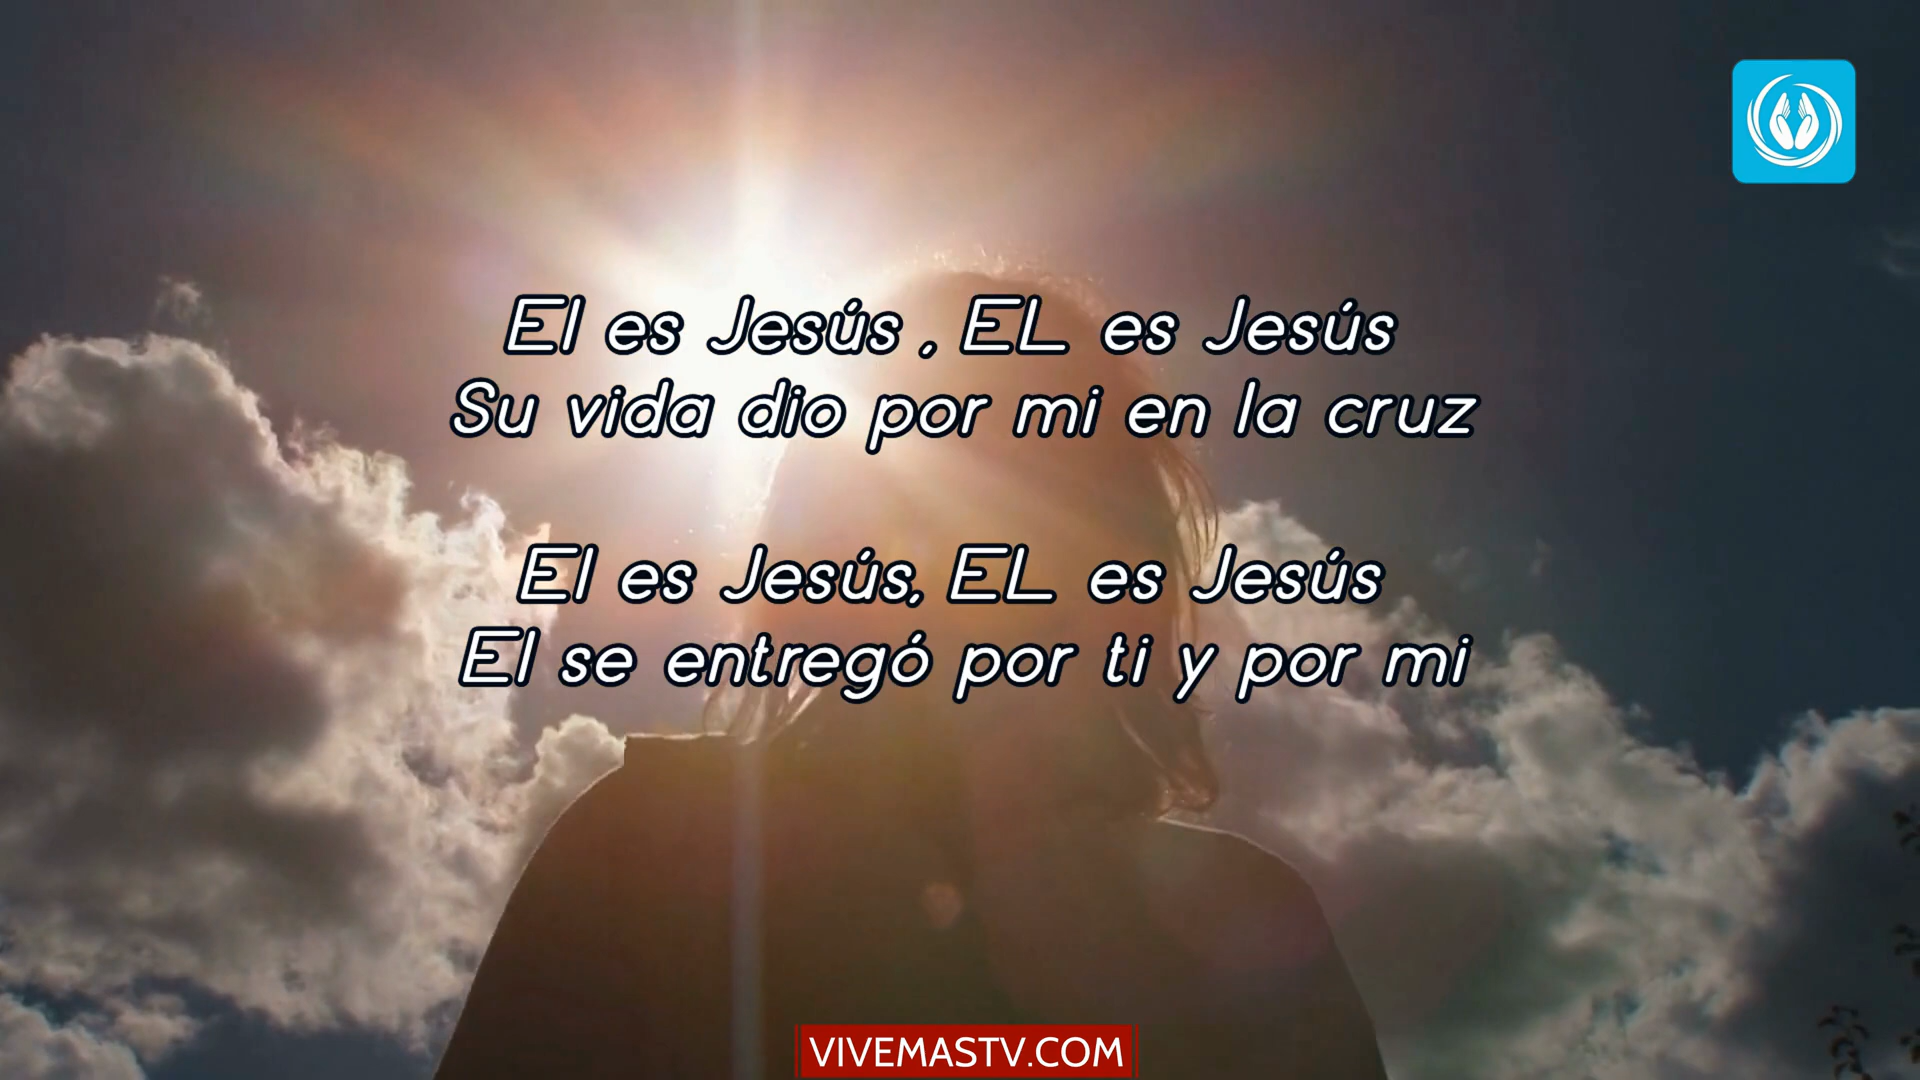 El es Jesús , EL es Jesús
Su vida dio por mi en la cruz
El es Jesús, EL es Jesús
El se entregó por ti y por mi
VIVEMASTV.COM